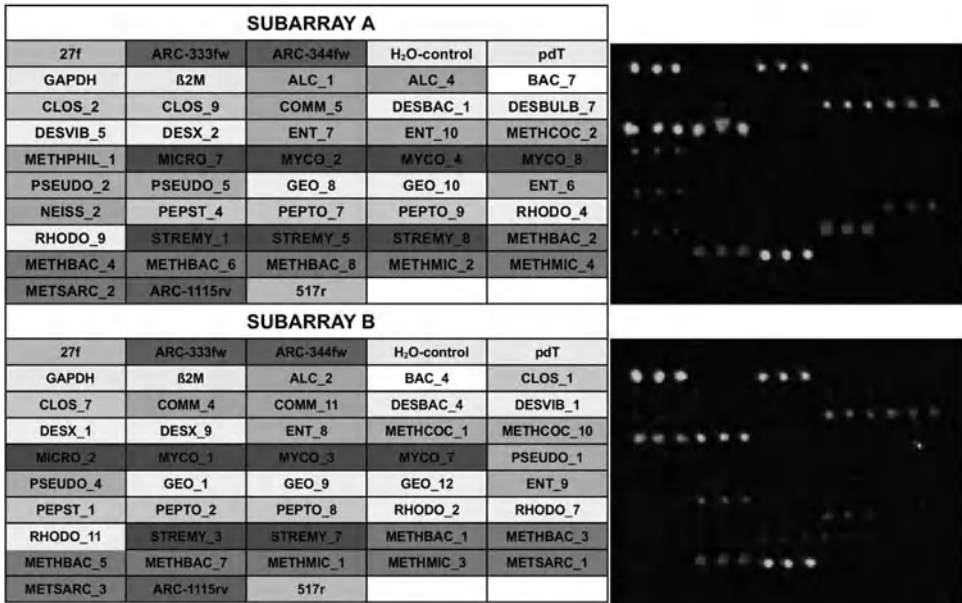 SUBARRAY A
27f ARC-333fw ARC-344fw H₂O-control pdT
GAPDH ß2M ALC_1 ALC_4 BAC_7
CLOS_2 CLOS_9 COMM_5 DESBAC_1 DESBULB_7
DESVIB_5 DESX_2 ENT_7 ENT_10 METHCOC_2
METHPHIL_1 MICRO_7 MYCO_2 MYCO_4 MYCO_8
PSEUDO_2 PSEUDO_5 GEO_8 GEO_10 ENT_6
NEISS_2 PEPST_4 PEPTO_7 PEPTO_9 RHODO_4
RHODO_9 STREMY_1 STREMY_5 STREMY_8 METHBAC_2
METHBAC_4 METHBAC_6 METHBAC_8 METHMIC_2 METHMIC_4
METSARC_2 ARC-1115rv 517r
SUBARRAY B
27f ARC-333fw ARC-344fw H₂O-control pdT
GAPDH ß2M ALC_2 BAC_4 CLOS_1
CLOS_7 COMM_4 COMM_11 DESBAC_4 DESVIB_1
DESX_1 DESX_9 ENT_8 METHCOC_1 METHCOC_10
MICRO_2 MYCO_1 MYCO_3 MYCO_7 PSEUDO_1
PSEUDO_4 GEO_1 GEO_9 GEO_12 ENT_9
PEPST_1 PEPTO_2 PEPTO_8 RHODO_2 RHODO_7
RHODO_11 STREMY_3 STREMY_7 METHBAC_1 METHBAC_3
METHBAC_5 METHBAC_7 METHMIC_1 METHMIC_3 METSARC_1
METSARC_3 ARC-1115rv 517r